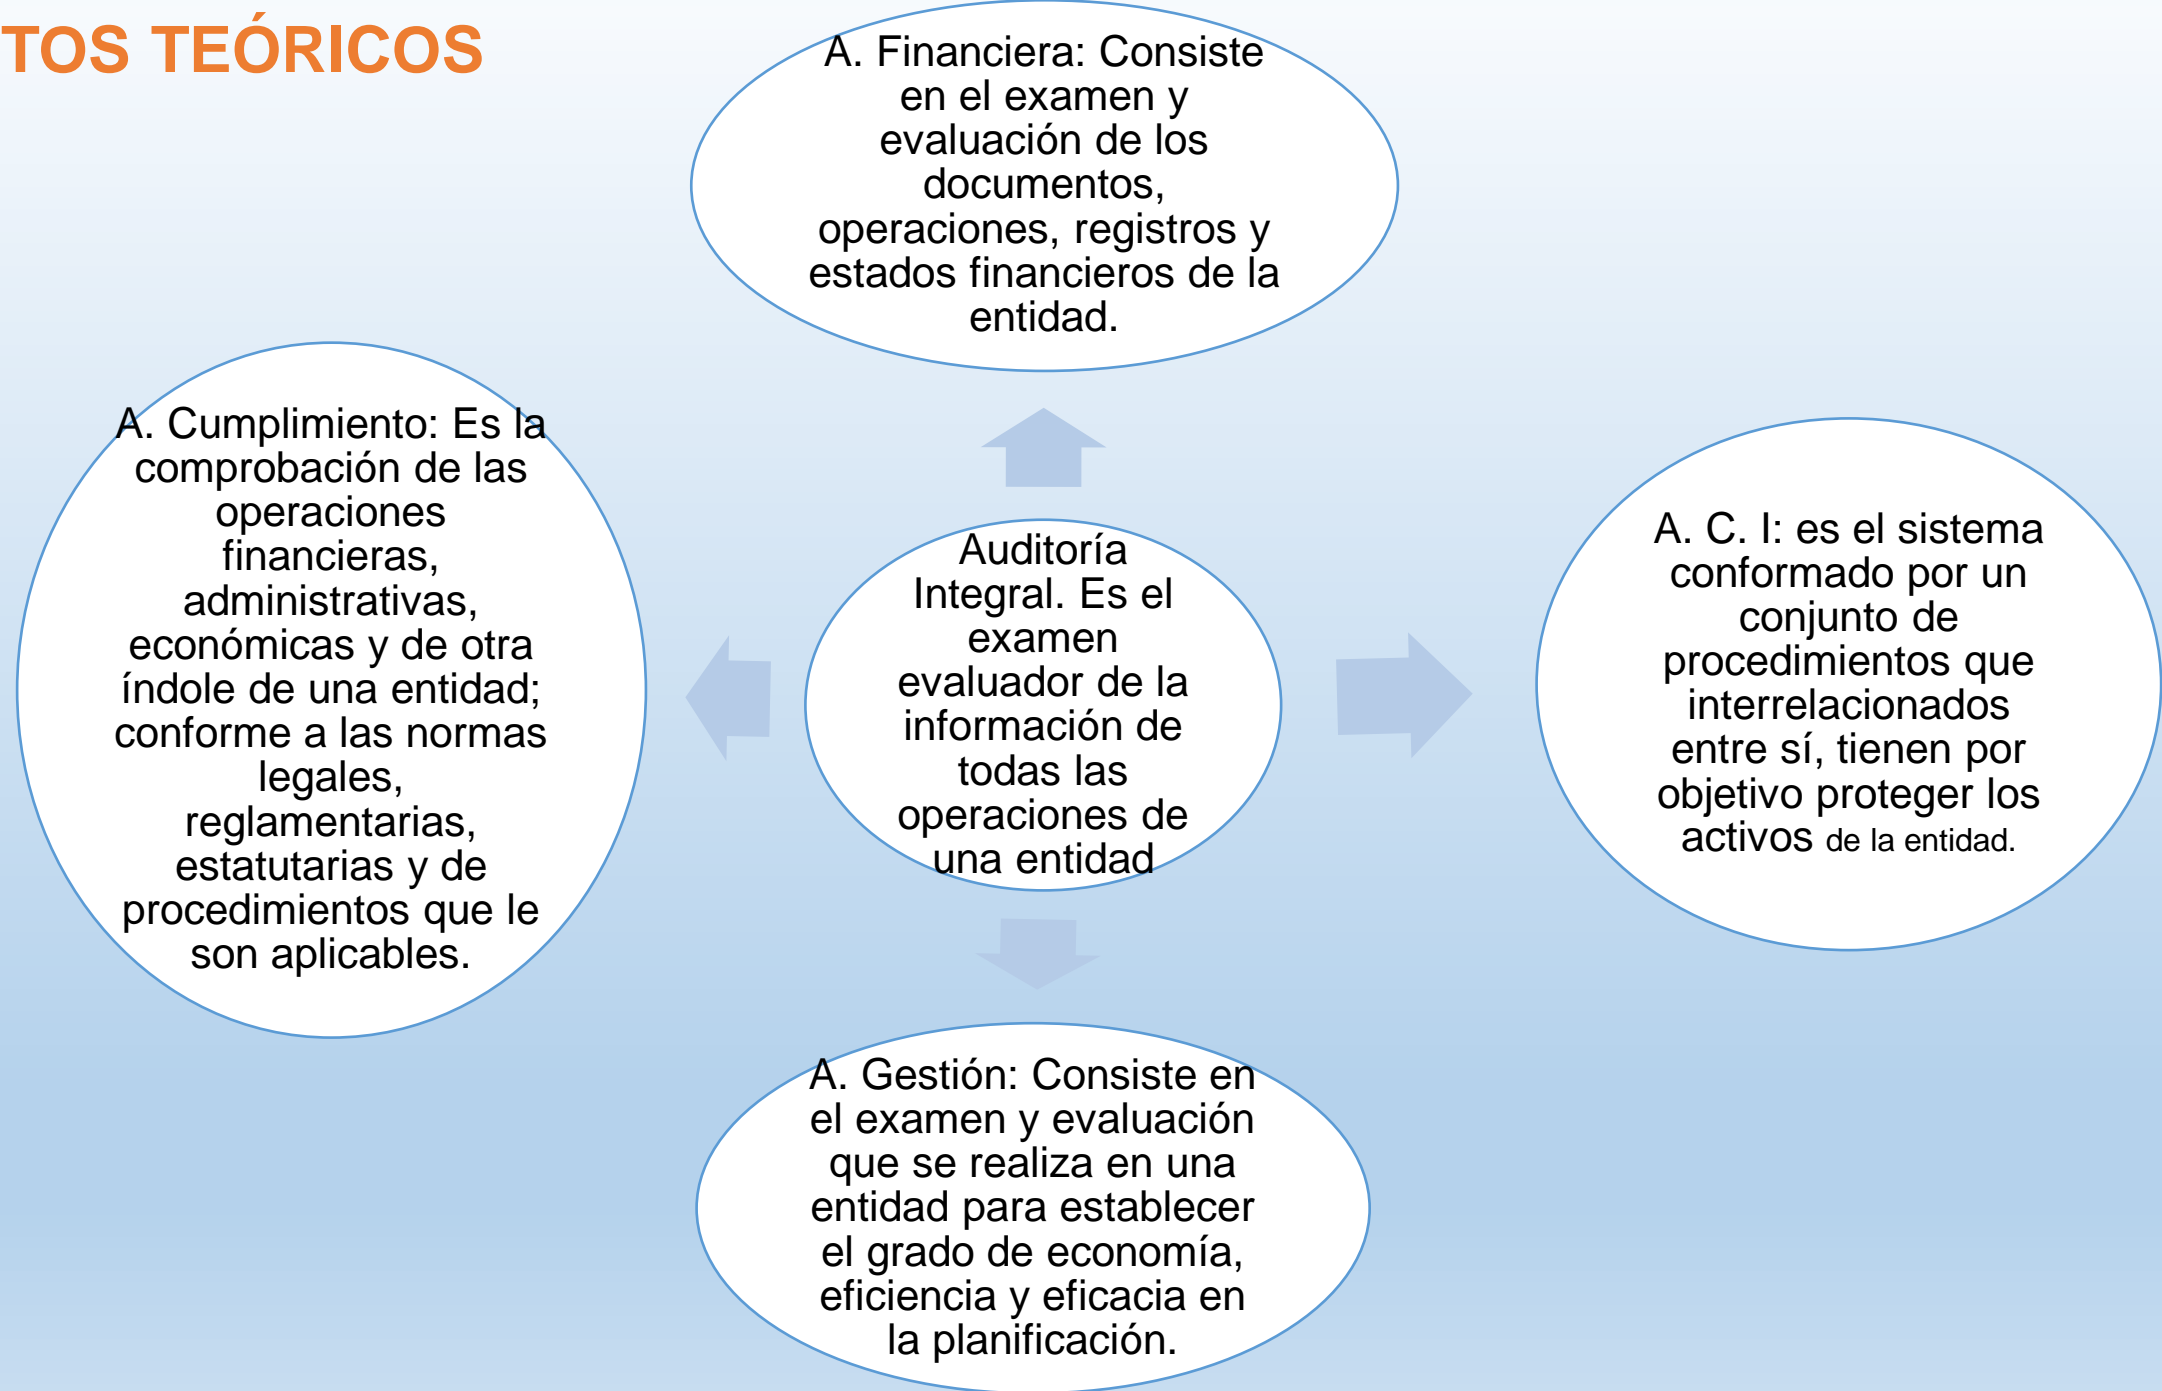 TOS TEÓRICOS
A. Financiera: Consiste
en el examen y
evaluación de los
documentos,
operaciones, registros y
estados financieros de la
entidad.
A. Cumplimiento: Es la
comprobación de las
operaciones
financieras,
administrativas,
económicas y de otra
índole de una entidad;
conforme a las normas
legales,
reglamentarias,
estatutarias y de
procedimientos que le
son aplicables.
Auditoría
Integral. Es el
examen
evaluador de la
información de
todas las
operaciones de
una entidad
A. C. I: es el sistema
conformado por un
conjunto de
procedimientos que
interrelacionados
entre sí, tienen por
objetivo proteger los
activos de la entidad.
A. Gestión: Consiste en
el examen y evaluación
que se realiza en una
entidad para establecer
el grado de economía,
eficiencia y eficacia en
la planificación.